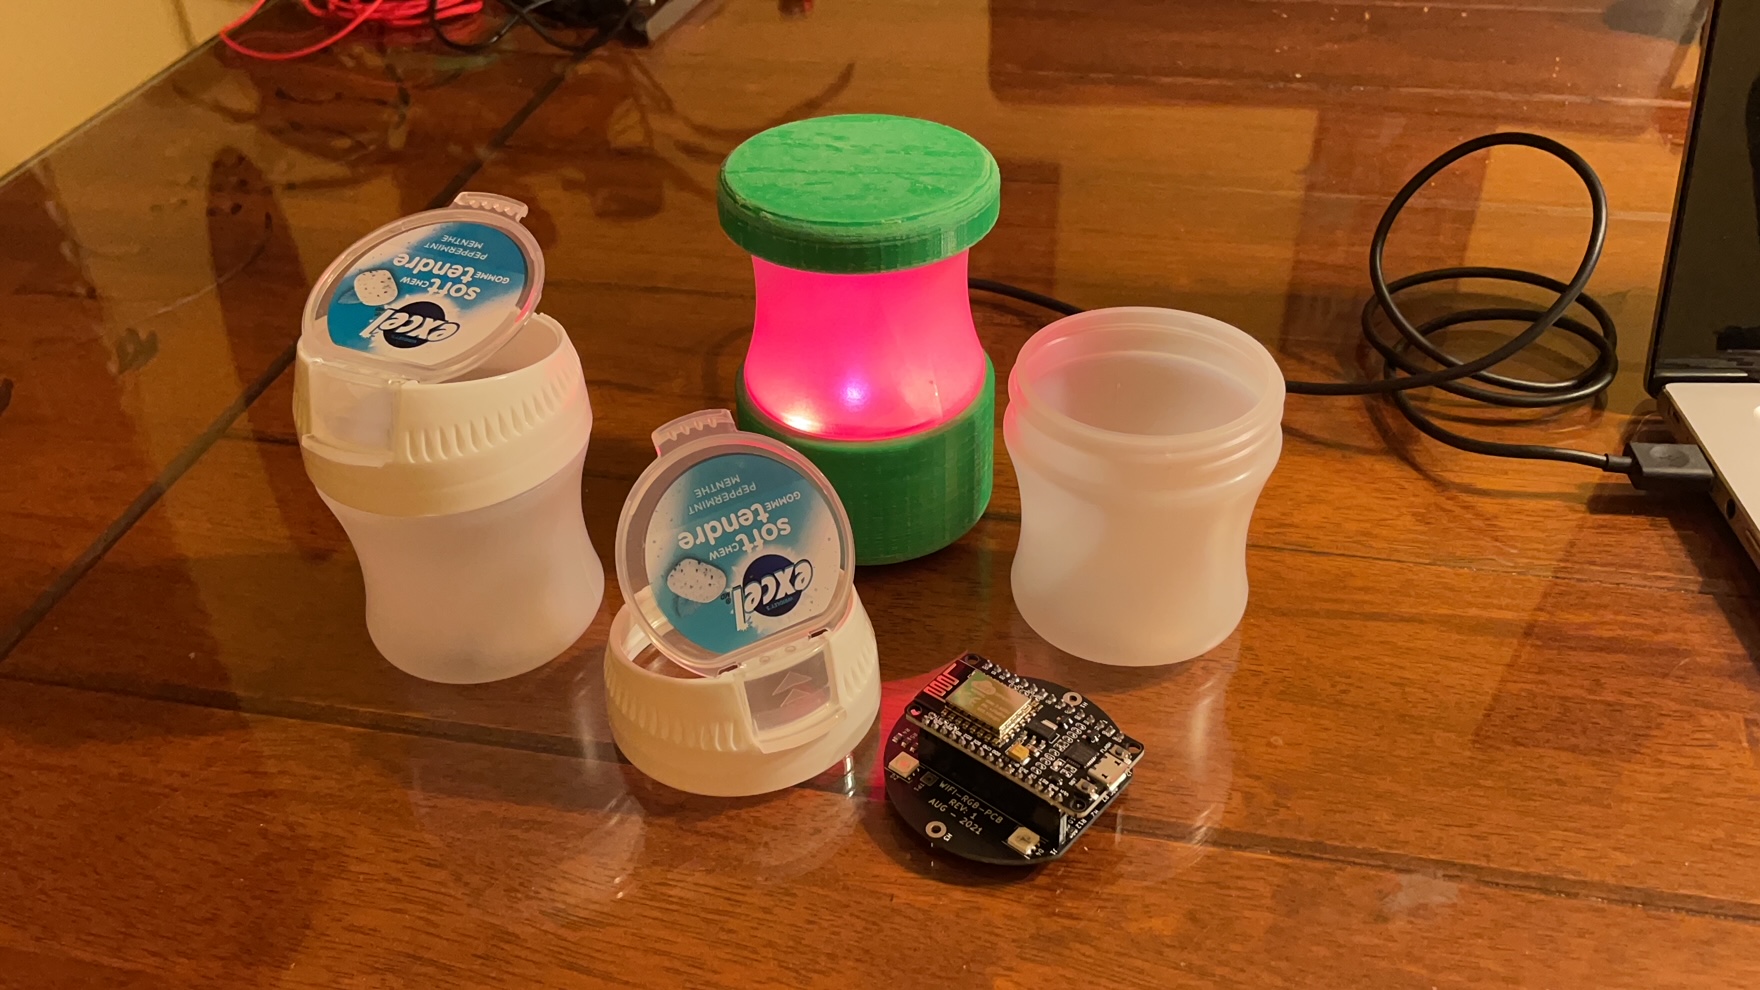 excel
soft CHEW
GOMME tendre
PEPPERMINT
MENTHE
WRIGLEY'S
excel
soft CHEW
GOMME tendre
PEPPERMINT
MENTHE
WIFI-RGB-PCB
REV: 1
AUG - 2021